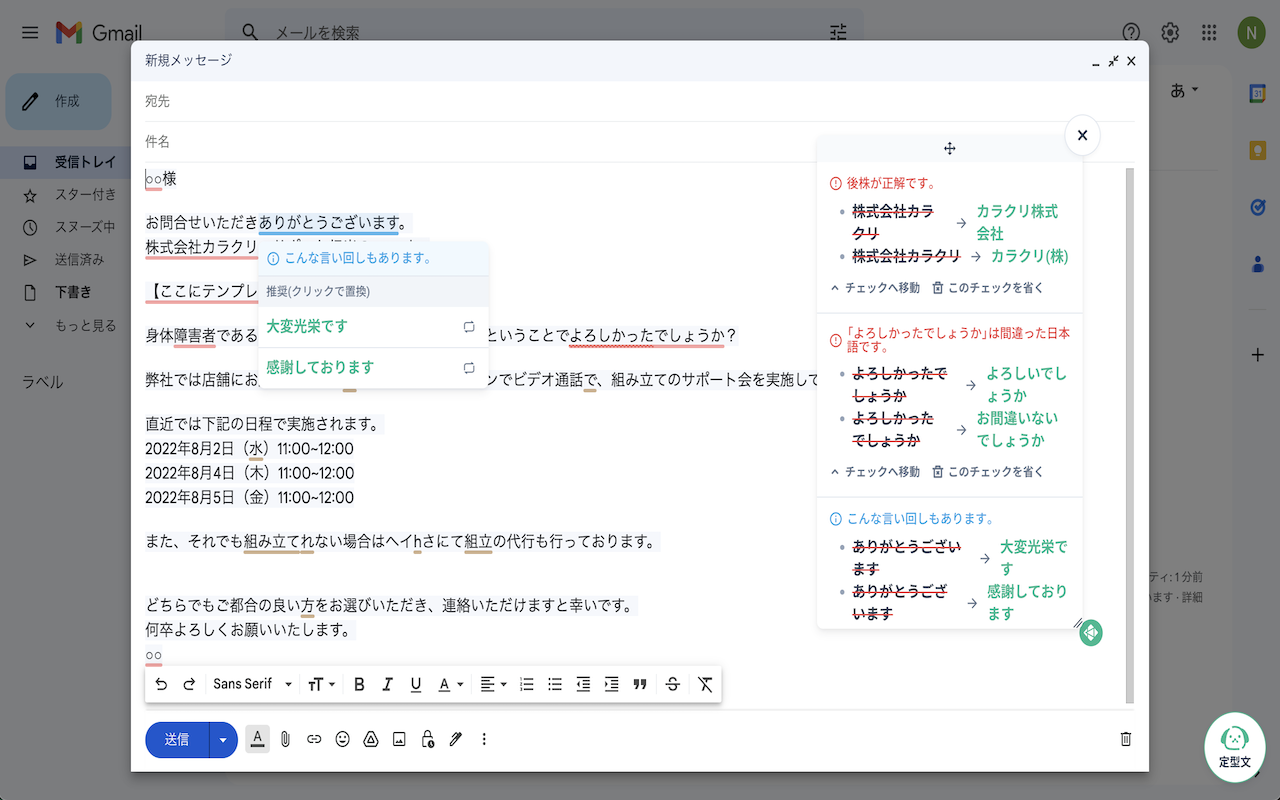 Gmail
メールを検索
N
新規メッセージ
作成
宛先
あ
31
件名
受信トレイ
スター付き
スヌーズ中
送信済み
下書き
もっと見る
ラベル
○○様
お問合せいただきありがとうございます。
株式会社カラクリ
こんな言い回しもあります。
推奨(クリックで置換)
大変光栄です
感謝しております
【ここにテンプレ
身体障害者である
ということでよろしかったでしょうか？
弊社では店舗にお
ンでビデオ通話で、組み立てのサポート会を実施して
直近では下記の日程で実施されます。
2022年8月2日（水）11:00~12:00
2022年8月4日（木）11:00~12:00
2022年8月5日（金）11:00~12:00
また、それでも組み立てれない場合はヘイhさにて組立の代行も行っております。
どちらでもご都合の良い方をお選びいただき、連絡いただけますと幸いです。
何卒よろしくお願いいたします。
○○
後株が正解です。
株式会社カラクリ → カラクリ株式会社
株式会社カラクリ → カラクリ(株)
チェックへ移動 このチェックを省く
「よろしかったでしょうか」は間違った日本
語です。
よろしかったでしょうか → よろしいでしょうか
よろしかったでしょうか → お間違いないでしょうか
チェックへ移動 このチェックを省く
こんな言い回しもあります。
ありがとうございます → 大変光栄です
ありがとうございます → 感謝しております
ティ: 1 分前
います · 詳細
Sans Serif
B I U A
送信
A
定型文